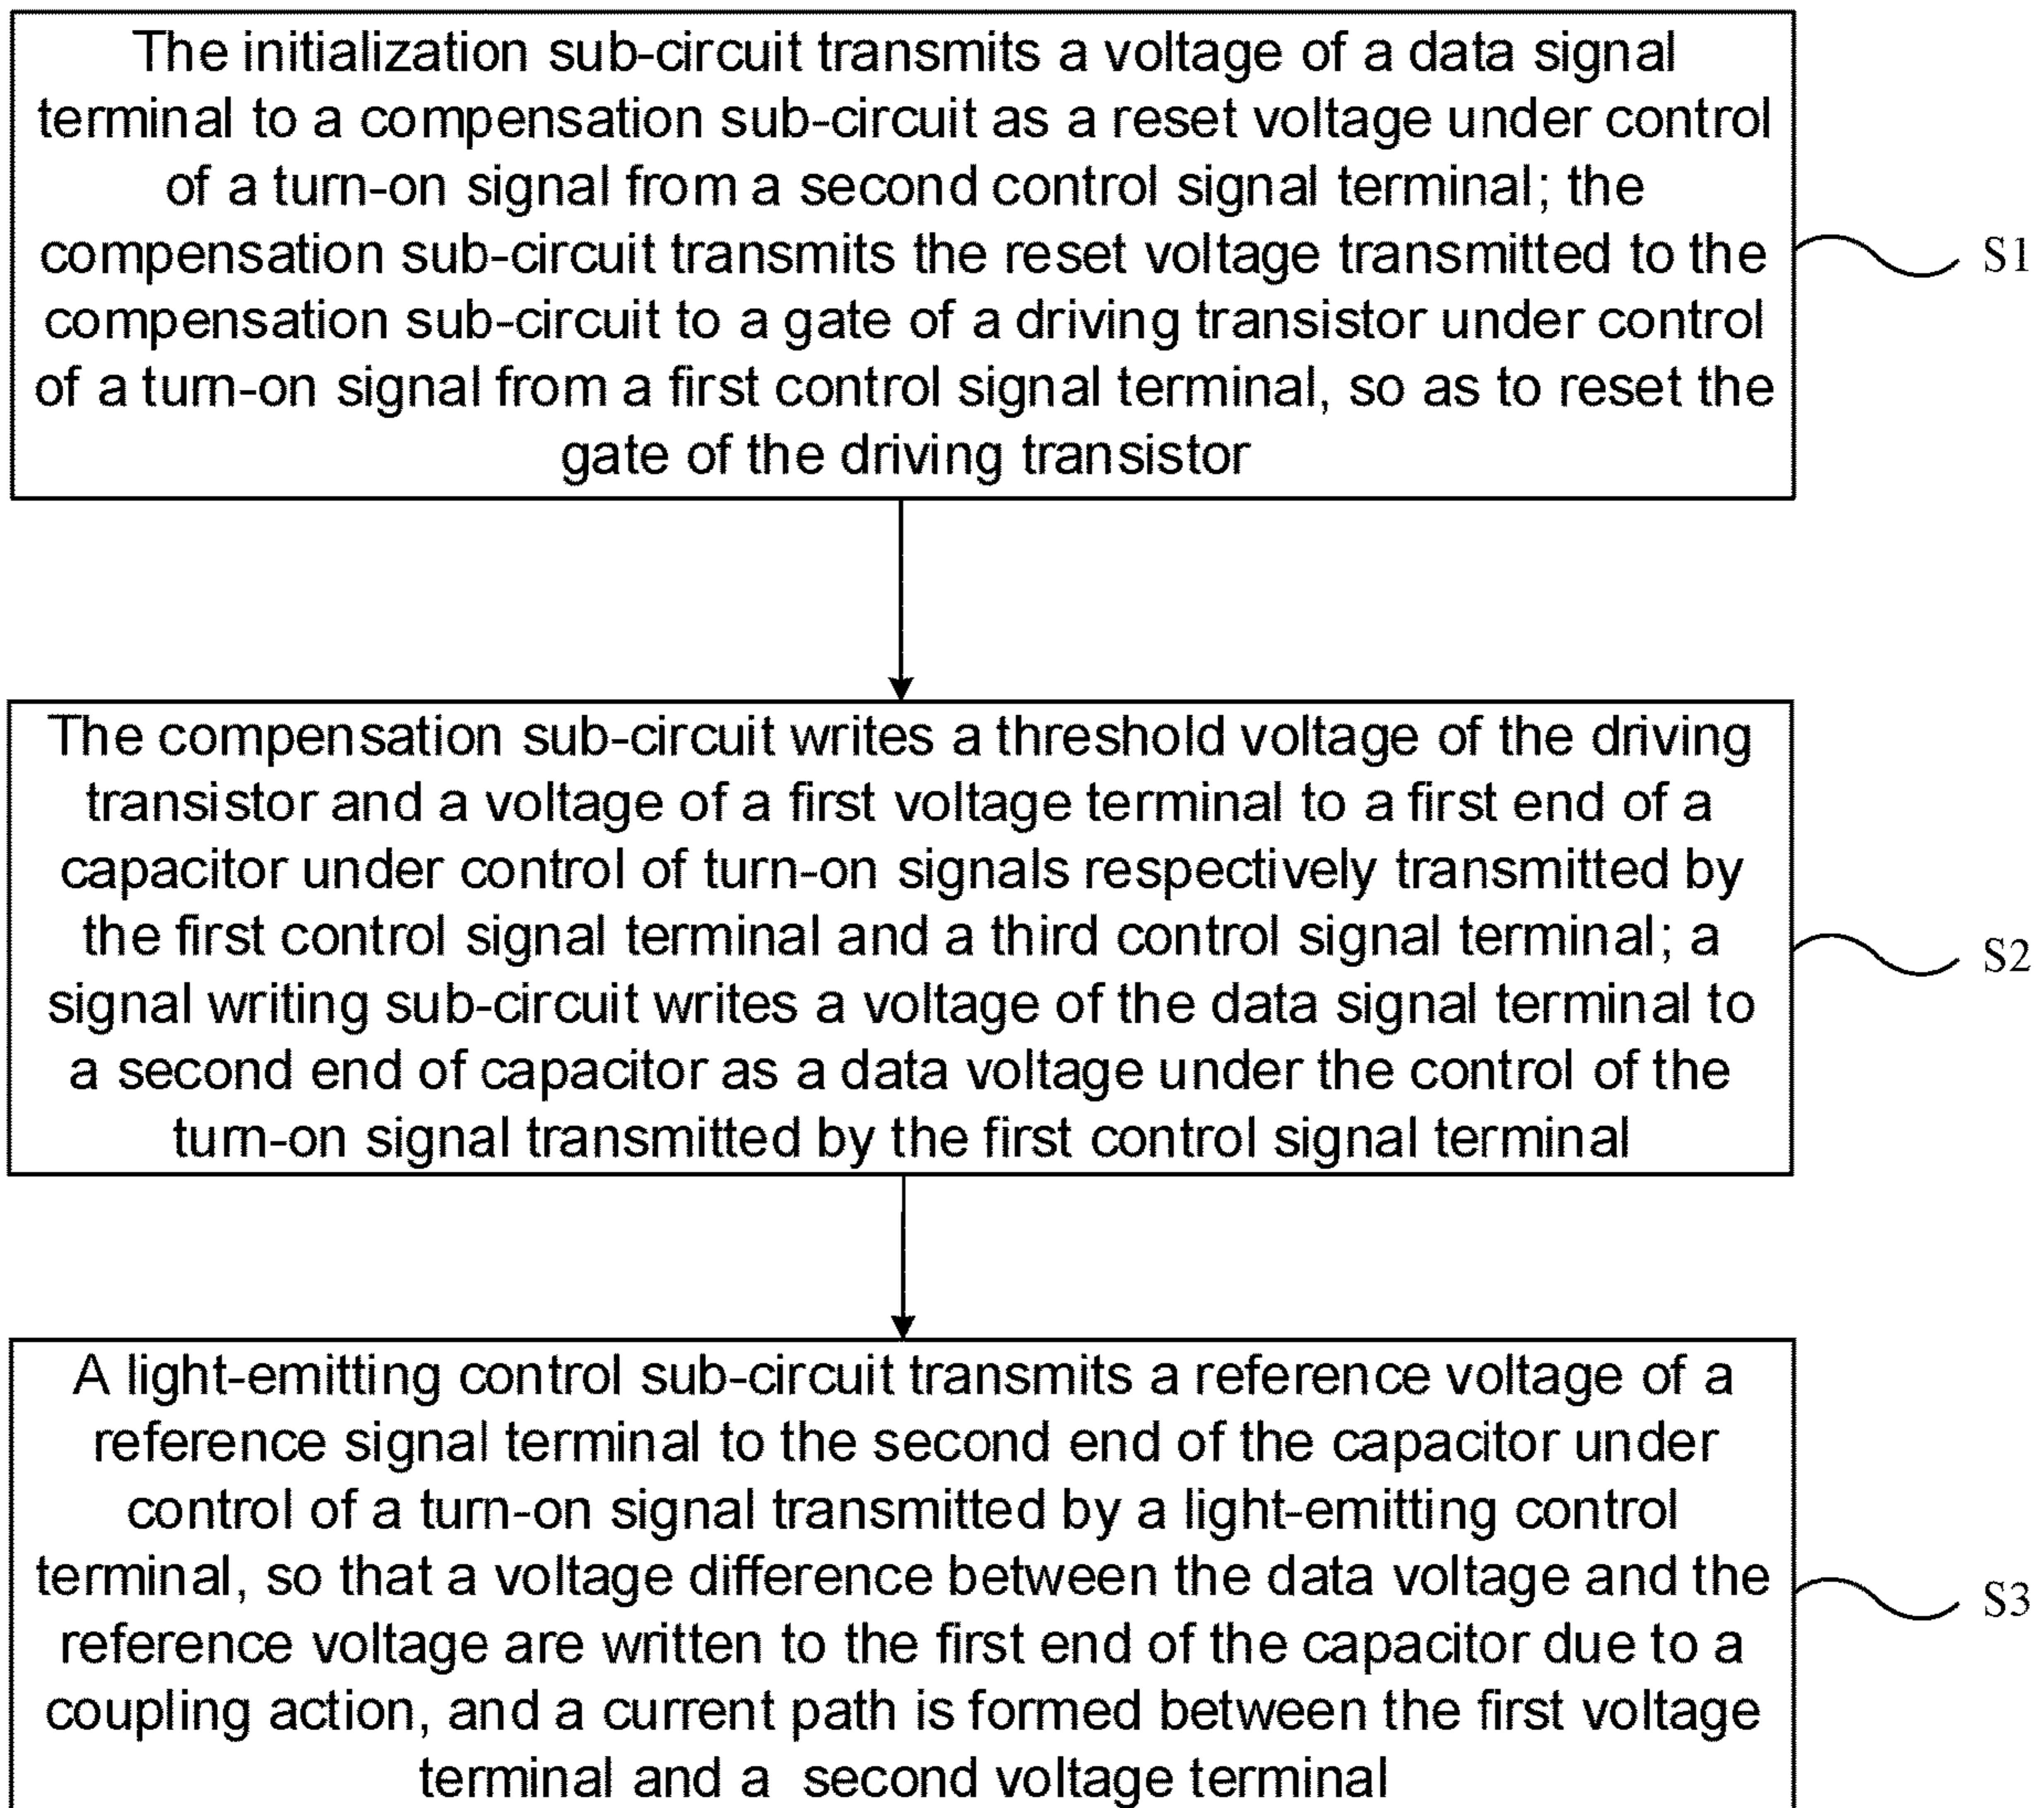 The initialization sub-circuit transmits a voltage of a data signal
terminal to a compensation sub-circuit as a reset voltage under control
of a turn-on signal from a second control signal terminal; the
compensation sub-circuit transmits the reset voltage transmitted to the
compensation sub-circuit to a gate of a driving transistor under control
of a turn-on signal from a first control signal terminal, so as to reset the
gate of the driving transistor
S1
The compensation sub-circuit writes a threshold voltage of the driving
transistor and a voltage of a first voltage terminal to a first end of a
capacitor under control of turn-on signals respectively transmitted by
the first control signal terminal and a third control signal terminal; a
signal writing sub-circuit writes a voltage of the data signal terminal to
a second end of capacitor as a data voltage under the control of the
turn-on signal transmitted by the first control signal terminal
S2
A light-emitting control sub-circuit transmits a reference voltage of a
reference signal terminal to the second end of the capacitor under
control of a turn-on signal transmitted by a light-emitting control
terminal, so that a voltage difference between the data voltage and the
reference voltage are written to the first end of the capacitor due to a
coupling action, and a current path is formed between the first voltage
terminal and a second voltage terminal
S3